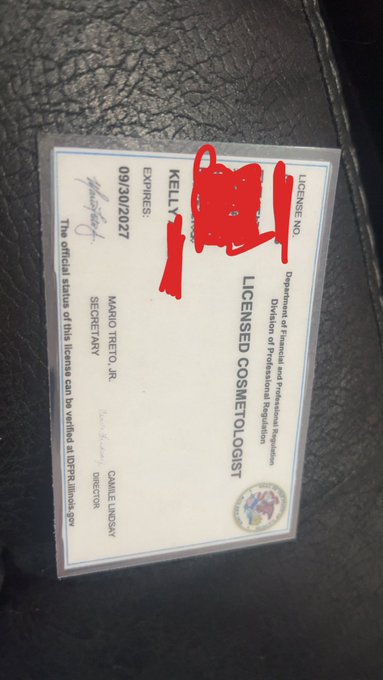 LICENSE NO.
Department of Financial and Professional Regulation
Division of Professional Regulation
LICENSED COSMETOLOGIST
KELLY
EXPIRES:
09/30/2027
MARIO TRETO JR.
SECRETARY
CAMILE LINDSAY
DIRECTOR
The official status of this license can be verified at IDFPR.illinois.gov